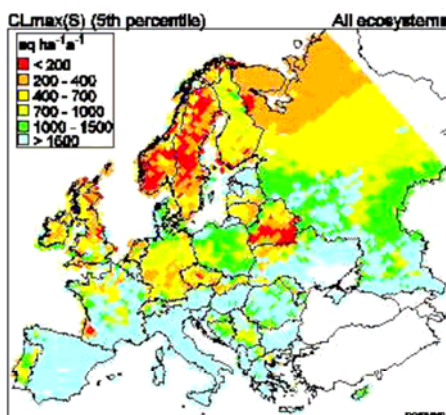 CLmax(S) (5th percentile) All ecosystems
eq ha⁻¹a⁻¹
< 200
200 - 400
400 - 700
700 - 1000
1000 - 1500
> 1500